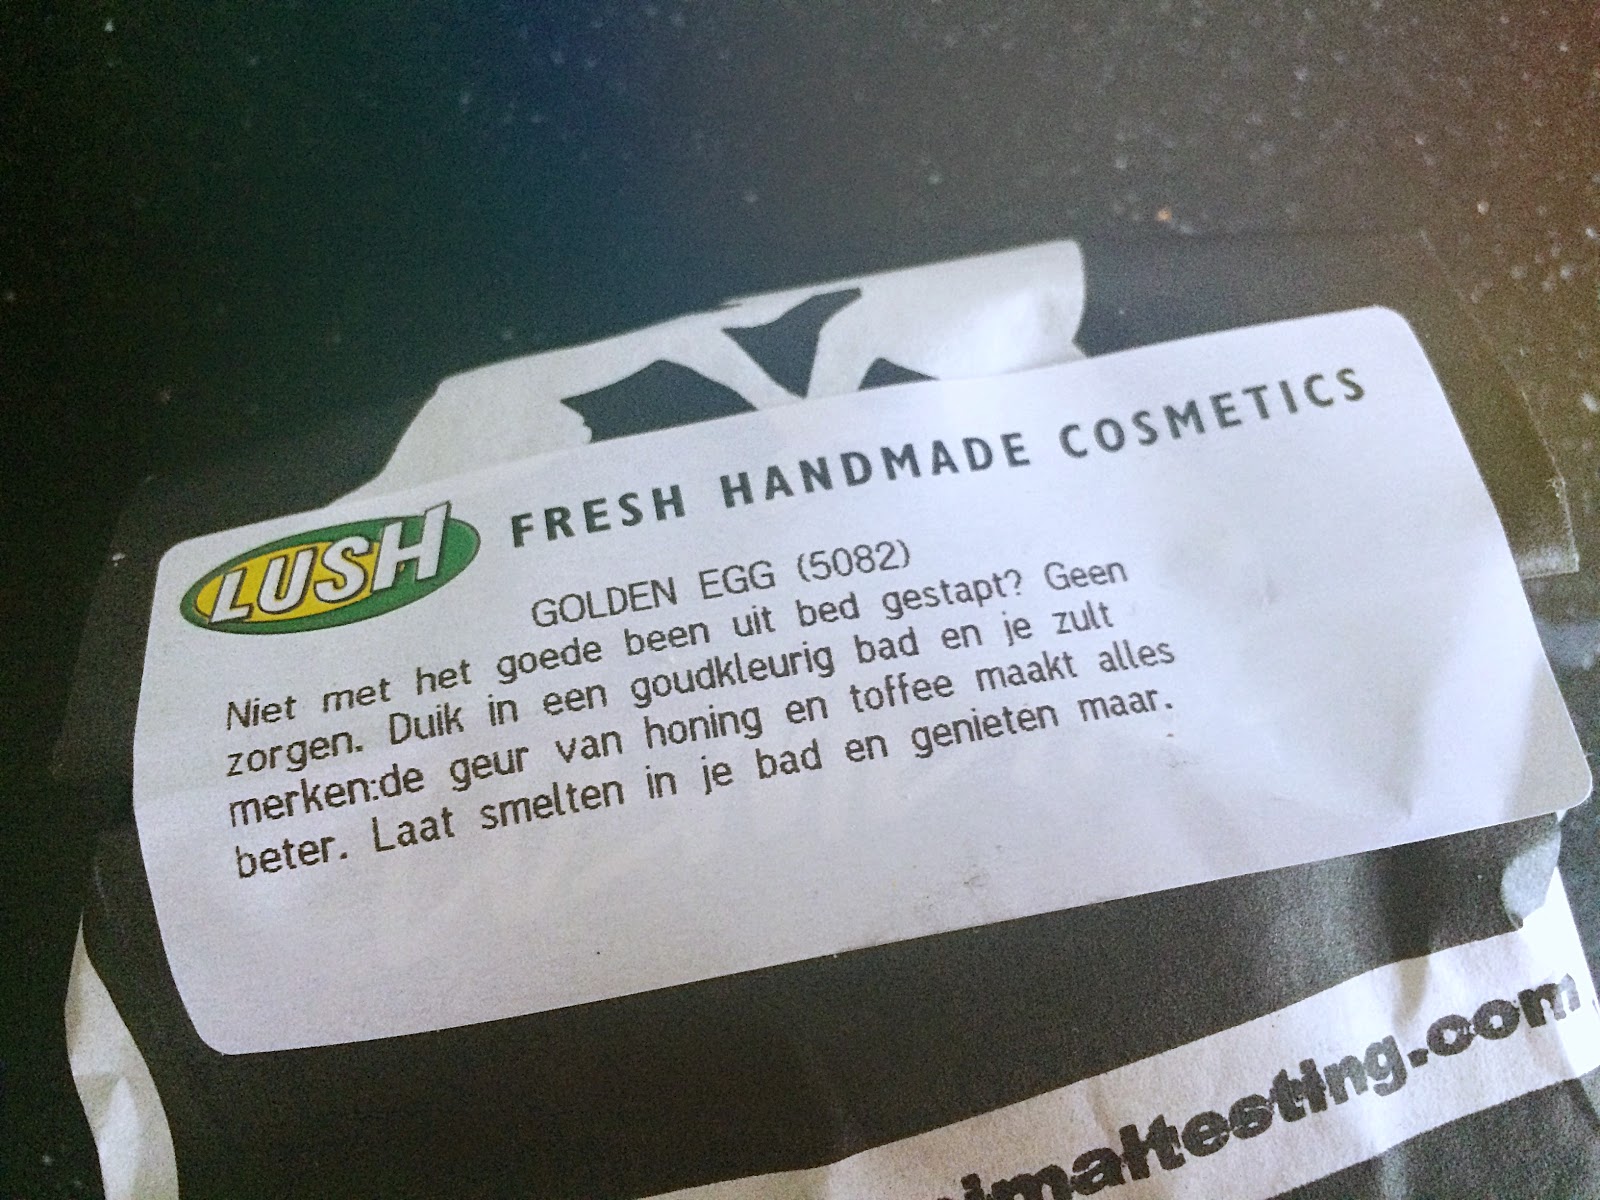 LUSH FRESH HANDMADE COSMETICS
GOLDEN EGG (5082)
Niet met het goede been uit bed gestapt? Geen
zorgen. Duik in een goudkleurig bad en je zult
merken:de geur van honing en toffee maakt alles
beter. Laat smelten in je bad en genieten maar.
imaltesting.com